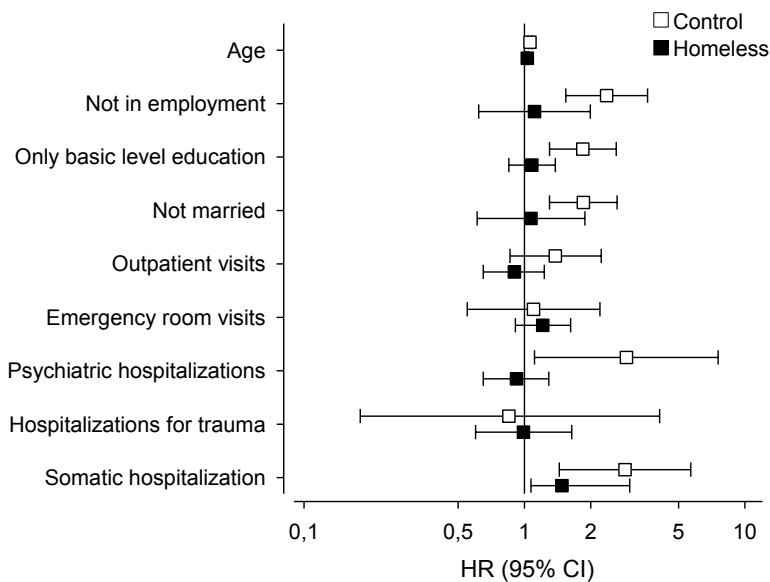 Control
Homeless
Age
Not in employment
Only basic level education
Not married
Outpatient visits
Emergency room visits
Psychiatric hospitalizations
Hospitalizations for trauma
Somatic hospitalization
0,1 0,5 1 2 5 10
HR (95% CI)